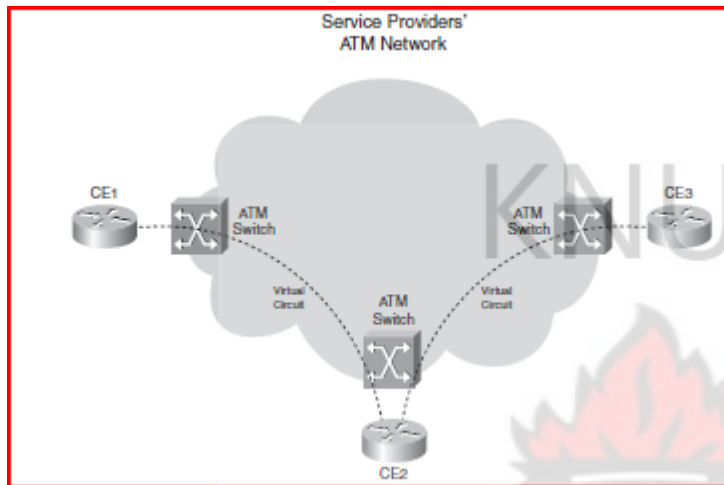 Service Providers'
ATM Network
CE1
ATM
Switch
ATM
Switch
CE3
Virtual
Circuit
Virtual
Circuit
ATM
Switch
CE2
KNU